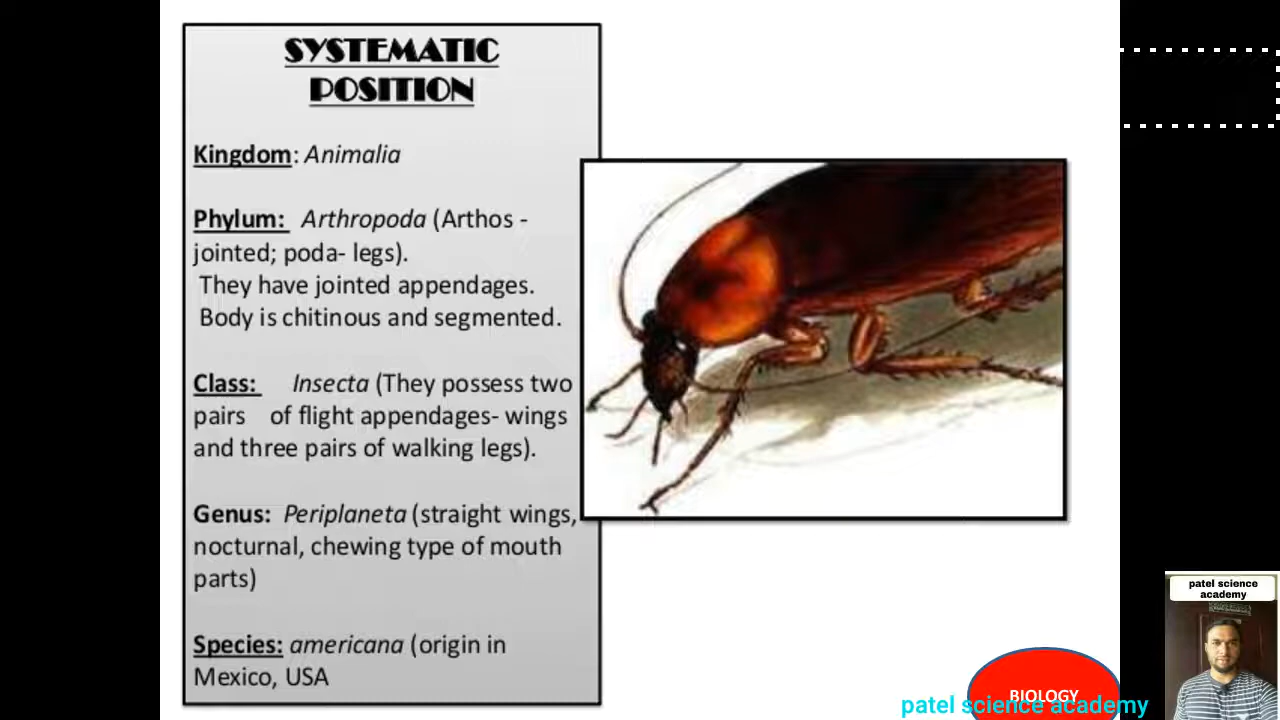 SYSTEMATIC
POSITION
Kingdom: Animalia
Phylum: Arthropoda (Arthos -
jointed; poda- legs).
They have jointed appendages.
Body is chitinous and segmented.
Class: Insecta (They possess two
pairs of flight appendages- wings
and three pairs of walking legs).
Genus: Periplaneta (straight wings,
nocturnal, chewing type of mouth
parts)
Species: americana (origin in
Mexico, USA
patel science
academy
BIOLOGY
patel science academy